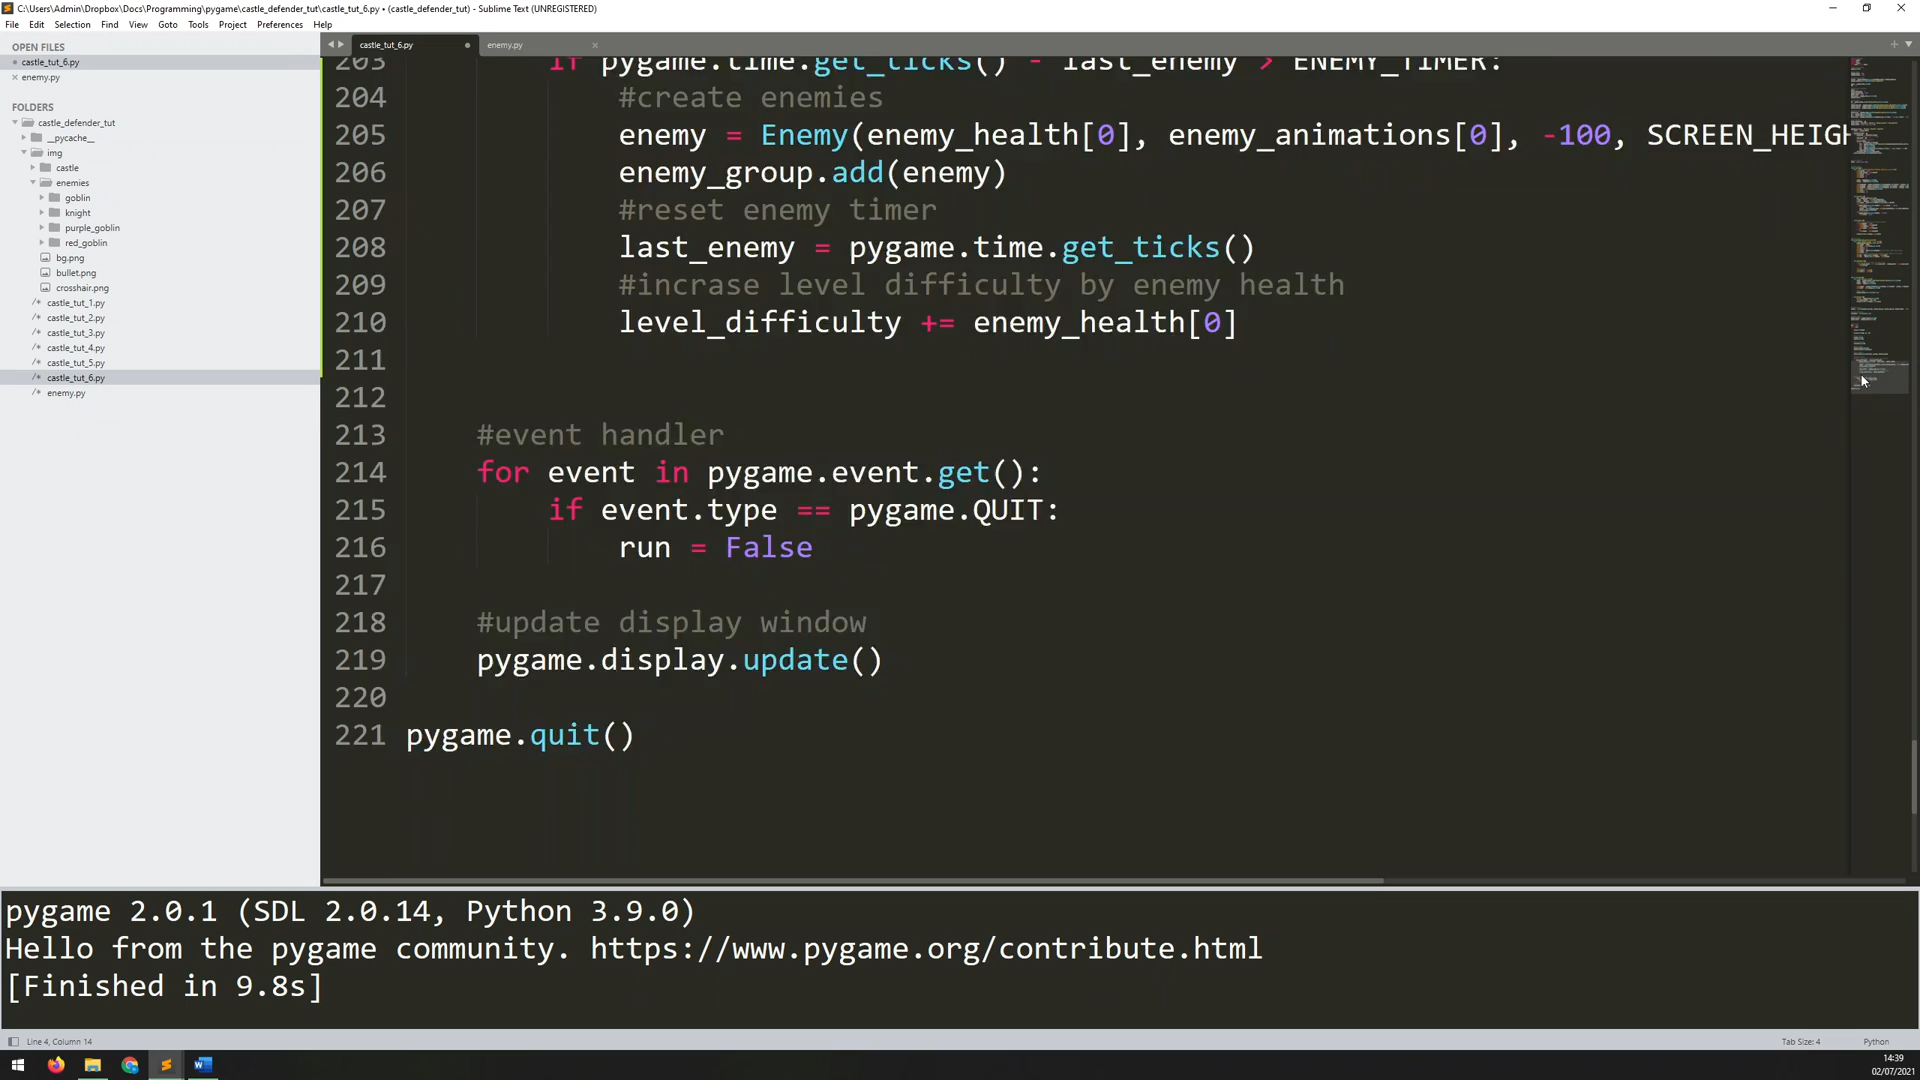 C:\Users\Admin\Dropbox\Docs\Programming\pygame\castle_defender_tut\castle_tut_6.py • (castle_defender_tut) - Sublime Text (UNREGISTERED)
File Edit Selection Find View Goto Tools Project Preferences Help
OPEN FILES
castle_tut_6.py
enemy.py
FOLDERS
castle_defender_tut
__pycache__
img
castle
enemies
goblin
knight
purple_goblin
red_goblin
bg.png
bullet.png
crosshair.png
castle_tut_1.py
castle_tut_2.py
castle_tut_3.py
castle_tut_4.py
castle_tut_5.py
castle_tut_6.py
enemy.py
castle_tut_6.py enemy.py
203 if pygame.time.get_ticks() - last_enemy > ENEMY_TIMER:
204 #create enemies
205 enemy = Enemy(enemy_health[0], enemy_animations[0], -100, SCREEN_HEIGH
206 enemy_group.add(enemy)
207 #reset enemy timer
208 last_enemy = pygame.time.get_ticks()
209 #incrase level difficulty by enemy health
210 level_difficulty += enemy_health[0]
211
212
213 #event handler
214 for event in pygame.event.get():
215 if event.type == pygame.QUIT:
216 run = False
217
218 #update display window
219 pygame.display.update()
220
221 pygame.quit()
pygame 2.0.1 (SDL 2.0.14, Python 3.9.0)
Hello from the pygame community. https://www.pygame.org/contribute.html
[Finished in 9.8s]
Line 4, Column 14 Tab Size: 4 Python
14:39
02/07/2021